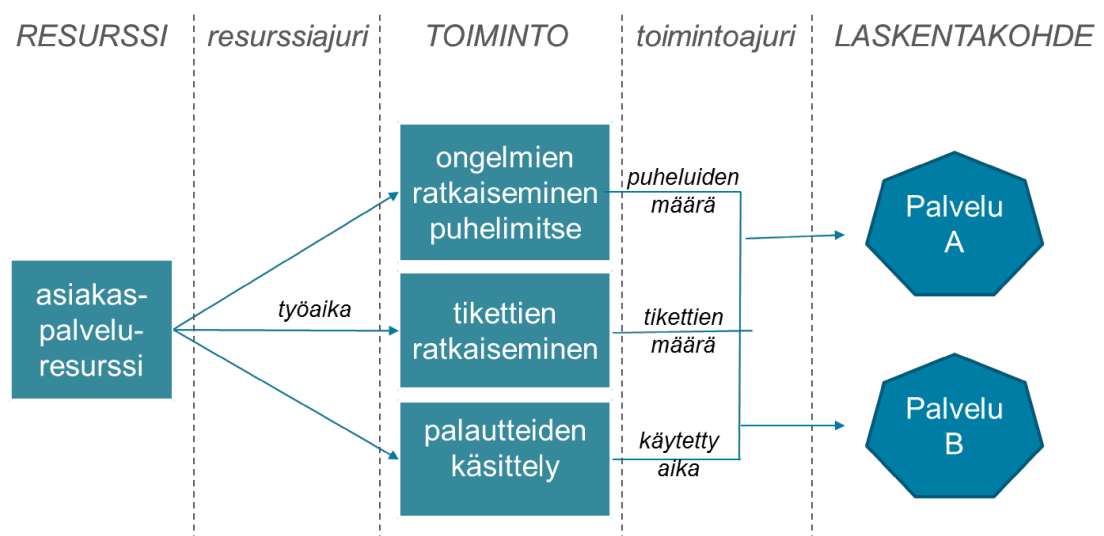 RESURSSI
resurssiajuri
TOIMINTO
toimintoajuri
LASKENTAKOHDE
asiakas-
palvelu-
resurssi
työaika
ongelmien
ratkaiseminen
puhelimitse
tikettien
ratkaiseminen
palautteiden
käsittely
puheluiden
määrä
tikettien
määrä
käytetty
aika
Palvelu
A
Palvelu
B